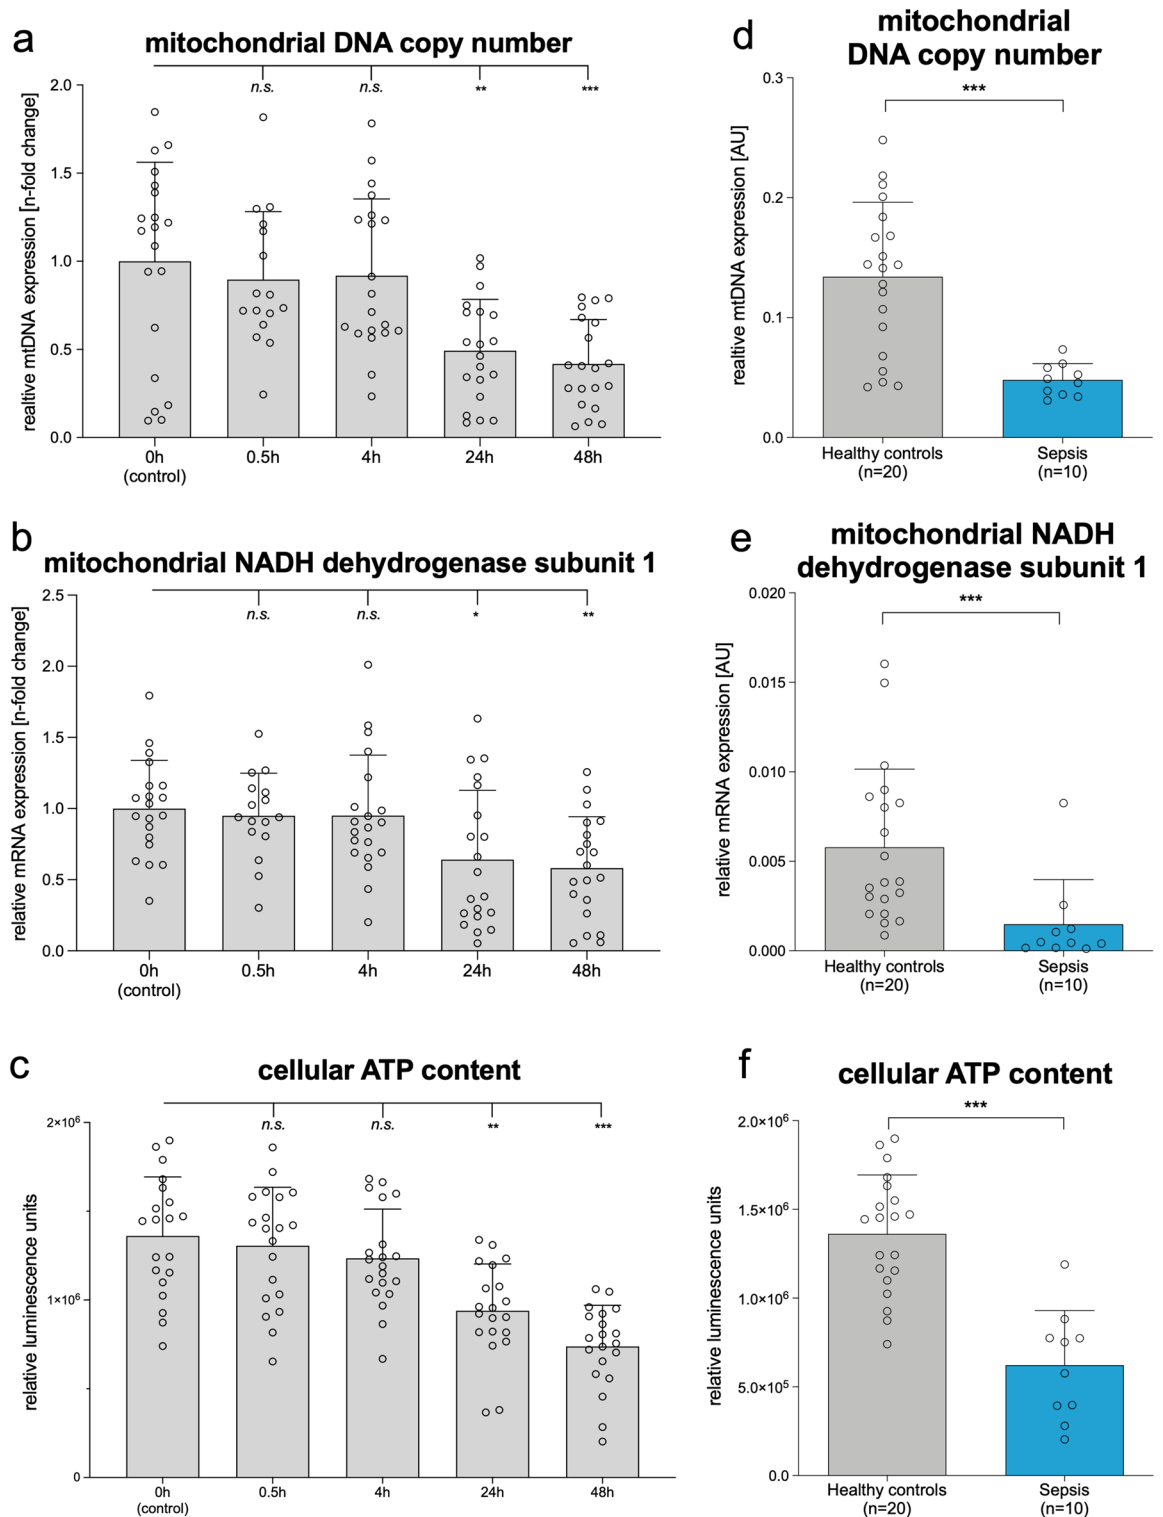 a
mitochondrial DNA copy number
n.s.
n.s.
**
***
realtive mtDNA expression [n-fold change]
2.0
1.5
1.0
0.5
0.0
0h
(control)
0.5h
4h
24h
48h
d
mitochondrial
DNA copy number
***
realtive mtDNA expression [AU]
0.3
0.2
0.1
0.0
Healthy controls
(n=20)
Sepsis
(n=10)
b
mitochondrial NADH dehydrogenase subunit 1
n.s.
n.s.
*
**
relative mRNA expression [n-fold change]
2.5
2.0
1.5
1.0
0.5
0.0
0h
(control)
0.5h
4h
24h
48h
e
mitochondrial NADH
dehydrogenase subunit 1
***
relative mRNA expression [AU]
0.020
0.015
0.010
0.005
0.000
Healthy controls
(n=20)
Sepsis
(n=10)
c
cellular ATP content
n.s.
n.s.
**
***
relative luminescence units
2×10⁶
1×10⁶
0
0h
(control)
0.5h
4h
24h
48h
f
cellular ATP content
***
relative luminescence units
2.0×10⁶
1.5×10⁶
1.0×10⁶
5.0×10⁵
0.0
Healthy controls
(n=20)
Sepsis
(n=10)